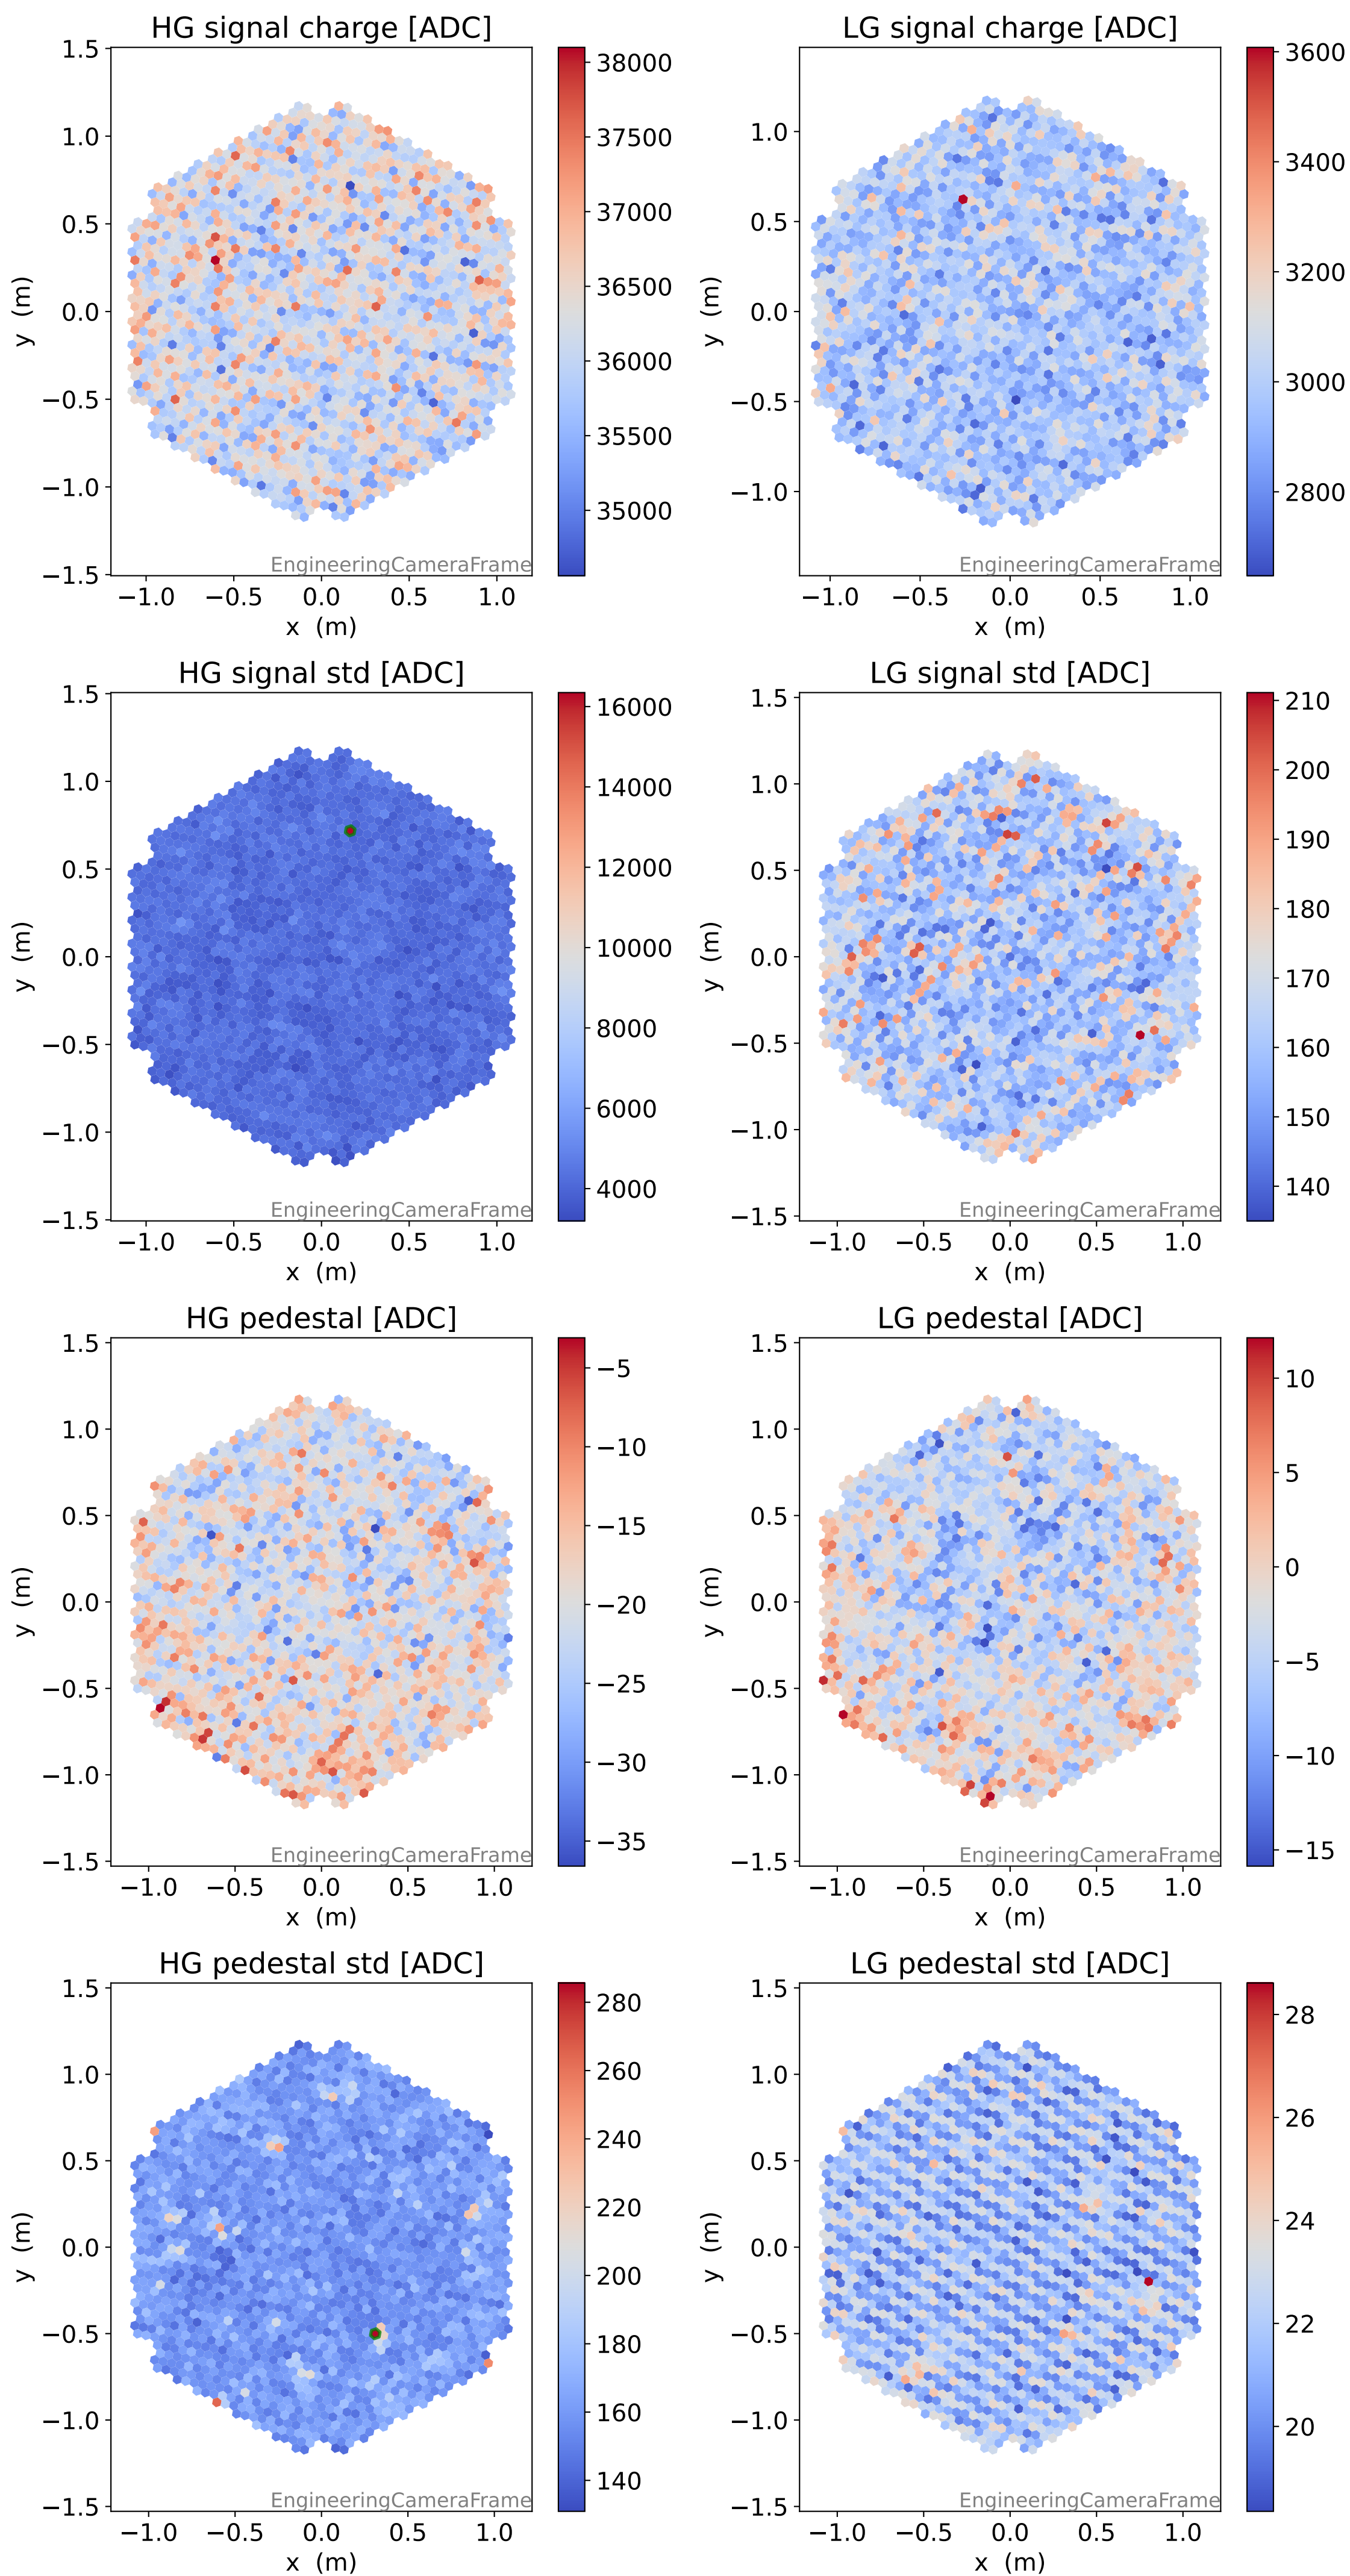 HG signal charge [ADC]
1.5
1.0
0.5
0.0
−0.5
−1.0
−1.5
y (m)
−1.0 −0.5 0.0 0.5 1.0
x (m)
EngineeringCameraFrame
38000
37500
37000
36500
36000
35500
35000
LG signal charge [ADC]
1.0
0.5
0.0
−0.5
−1.0
y (m)
−1.0 −0.5 0.0 0.5 1.0
x (m)
EngineeringCameraFrame
3600
3400
3200
3000
2800
HG signal std [ADC]
1.5
1.0
0.5
0.0
−0.5
−1.0
−1.5
y (m)
−1.0 −0.5 0.0 0.5 1.0
x (m)
EngineeringCameraFrame
16000
14000
12000
10000
8000
6000
4000
LG signal std [ADC]
1.5
1.0
0.5
0.0
−0.5
−1.0
−1.5
y (m)
−1.0 −0.5 0.0 0.5 1.0
x (m)
EngineeringCameraFrame
210
200
190
180
170
160
150
140
HG pedestal [ADC]
1.5
1.0
0.5
0.0
−0.5
−1.0
−1.5
y (m)
−1.0 −0.5 0.0 0.5 1.0
x (m)
EngineeringCameraFrame
−5
−10
−15
−20
−25
−30
−35
LG pedestal [ADC]
1.5
1.0
0.5
0.0
−0.5
−1.0
−1.5
y (m)
−1.0 −0.5 0.0 0.5 1.0
x (m)
EngineeringCameraFrame
10
5
0
−5
−10
−15
HG pedestal std [ADC]
1.5
1.0
0.5
0.0
−0.5
−1.0
−1.5
y (m)
−1.0 −0.5 0.0 0.5 1.0
x (m)
EngineeringCameraFrame
280
260
240
220
200
180
160
140
LG pedestal std [ADC]
1.5
1.0
0.5
0.0
−0.5
−1.0
−1.5
y (m)
−1.0 −0.5 0.0 0.5 1.0
x (m)
EngineeringCameraFrame
28
26
24
22
20